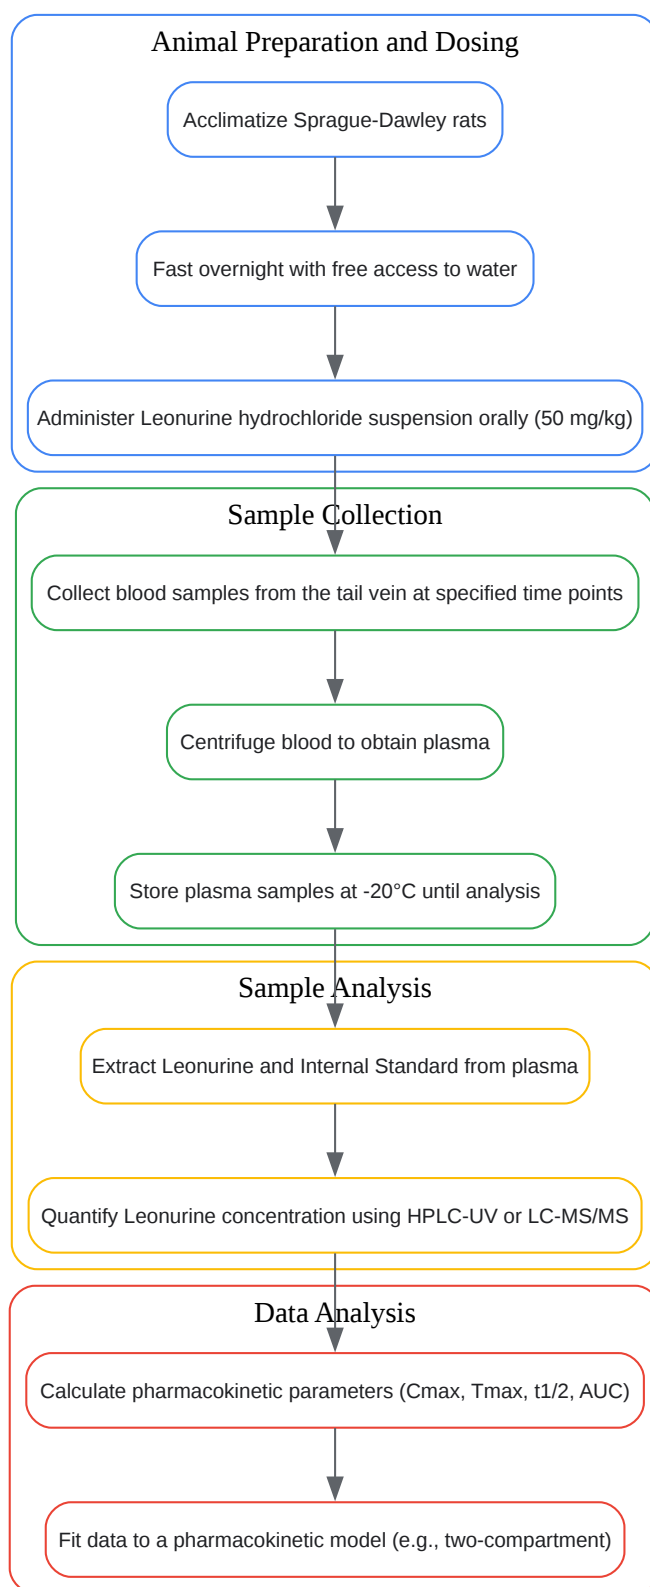 Animal Preparation and Dosing
Acclimatize Sprague-Dawley rats
Fast overnight with free access to water
Administer Leonurine hydrochloride suspension orally (50 mg/kg)
Sample Collection
Collect blood samples from the tail vein at specified time points
Centrifuge blood to obtain plasma
Store plasma samples at -20°C until analysis
Sample Analysis
Extract Leonurine and Internal Standard from plasma
Quantify Leonurine concentration using HPLC-UV or LC-MS/MS
Data Analysis
Calculate pharmacokinetic parameters (Cmax, Tmax, t1/2, AUC)
Fit data to a pharmacokinetic model (e.g., two-compartment)